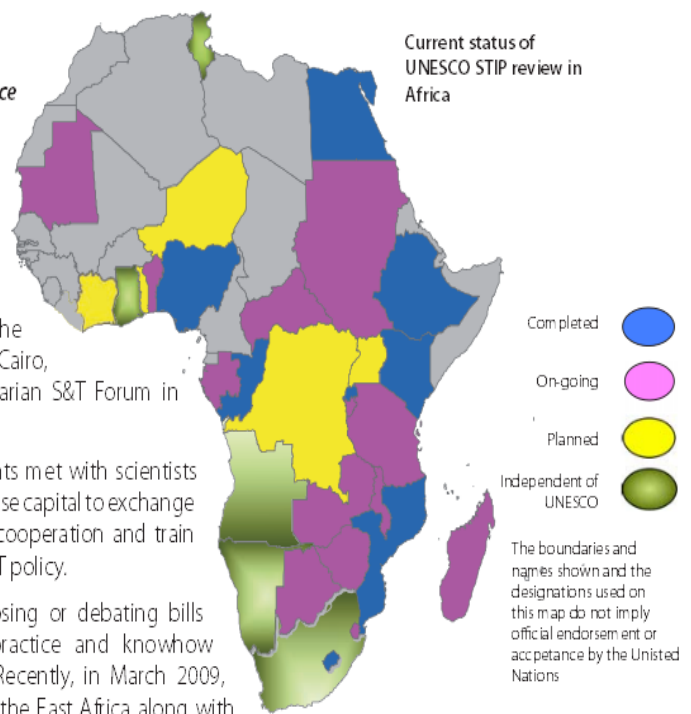 ce
Current status of
UNESCO STIP review in
Africa
he
Cairo,
arian S&T Forum in
nts met with scientists
se capital to exchange
cooperation and train
T policy.
sing or debating bills
practice and knowhow
Recently, in March 2009,
the East Africa along with
Completed
On-going
Planned
Independent of
UNESCO
The boundaries and
names shown and the
designations used on
this map do not imply
official endorsement or
accpetance by the Unisted
Nations